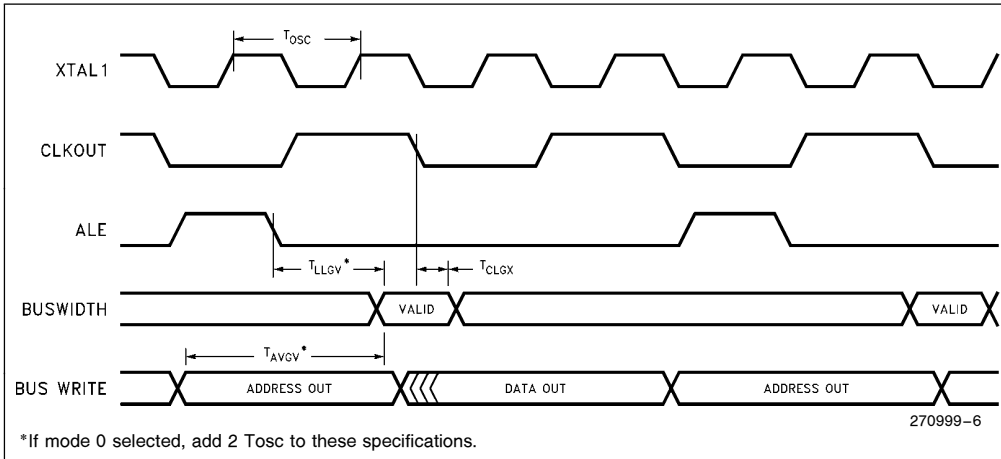 TOSC
XTAL1
CLKOUT
ALE
TLLGV*
TCLGX
BUSWIDTH
VALID
VALID
TAVGV*
BUS WRITE
ADDRESS OUT
DATA OUT
ADDRESS OUT
270999-6
*If mode 0 selected, add 2 Tosc to these specifications.